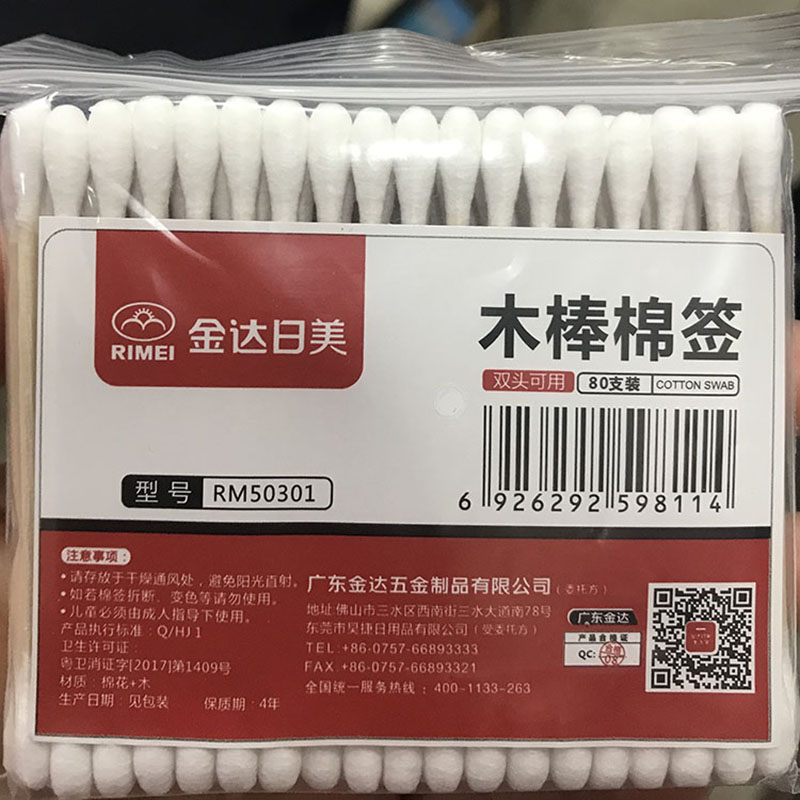 RIMEI
金达日美
木棒棉签
双头可用 80支装 COTTON SWAB
型号 RM50301
6 926292 598114
注意事项：
•请存放于干燥通风处，避免阳光直射。
•如若棉签折断、变色等请勿使用。
•儿童必须由成人指导下使用。
产品执行标准：Q/HJ 1
卫生许可证：
粤卫消证字[2017]第1409号
材质：棉花+木
生产日期：见包装 保质期：4年
广东金达五金制品有限公司（委托方）
地址:佛山市三水区西南街三水大道南78号
东莞市昊捷日用品有限公司（受委托方）
TEL:+86-0757-66893333
FAX.+86-0757-66893321
全国统一服务热线：400-1133-263
广东金达
产品合格证
QC: 合格 08